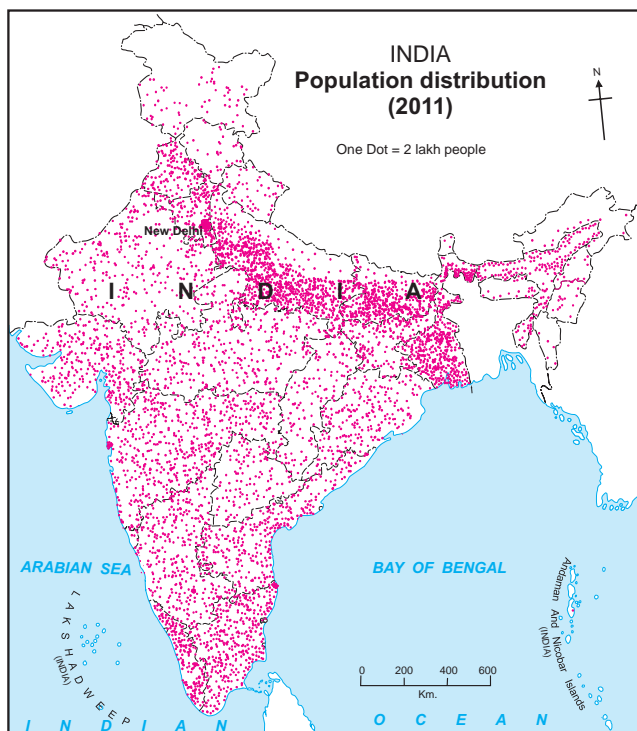 INDIA
Population distribution
(2011)
N
One Dot = 2 lakh people
New Delhi
I N D I A
ARABIAN SEA
BAY OF BENGAL
LAKSHADWEEP
(INDIA)
Andaman And Nicobar Islands
(INDIA)
0 200 400 600
Km.
I N D I A N O C E A N